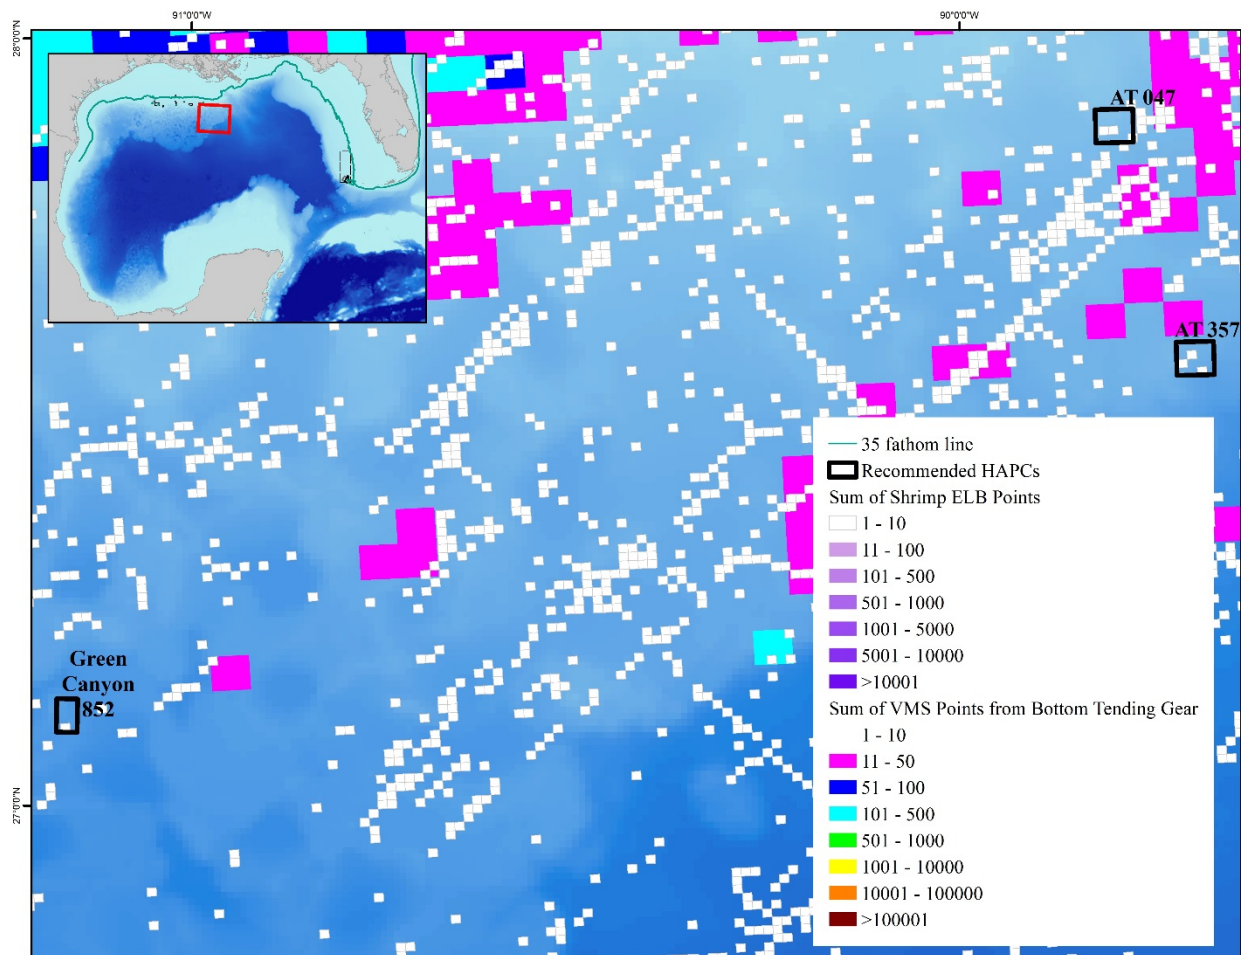 91°0'0"W
90°0'0"W
28°0'0"N
AT 047
AT 357
35 fathom line
Recommended HAPCs
Sum of Shrimp ELB Points
1 - 10
11 - 100
101 - 500
501 - 1000
1001 - 5000
5001 - 10000
>10001
Sum of VMS Points from Bottom Tending Gear
1 - 10
11 - 50
51 - 100
101 - 500
501 - 1000
1001 - 10000
10001 - 100000
>100001
Green
Canyon
852
27°0'0"N